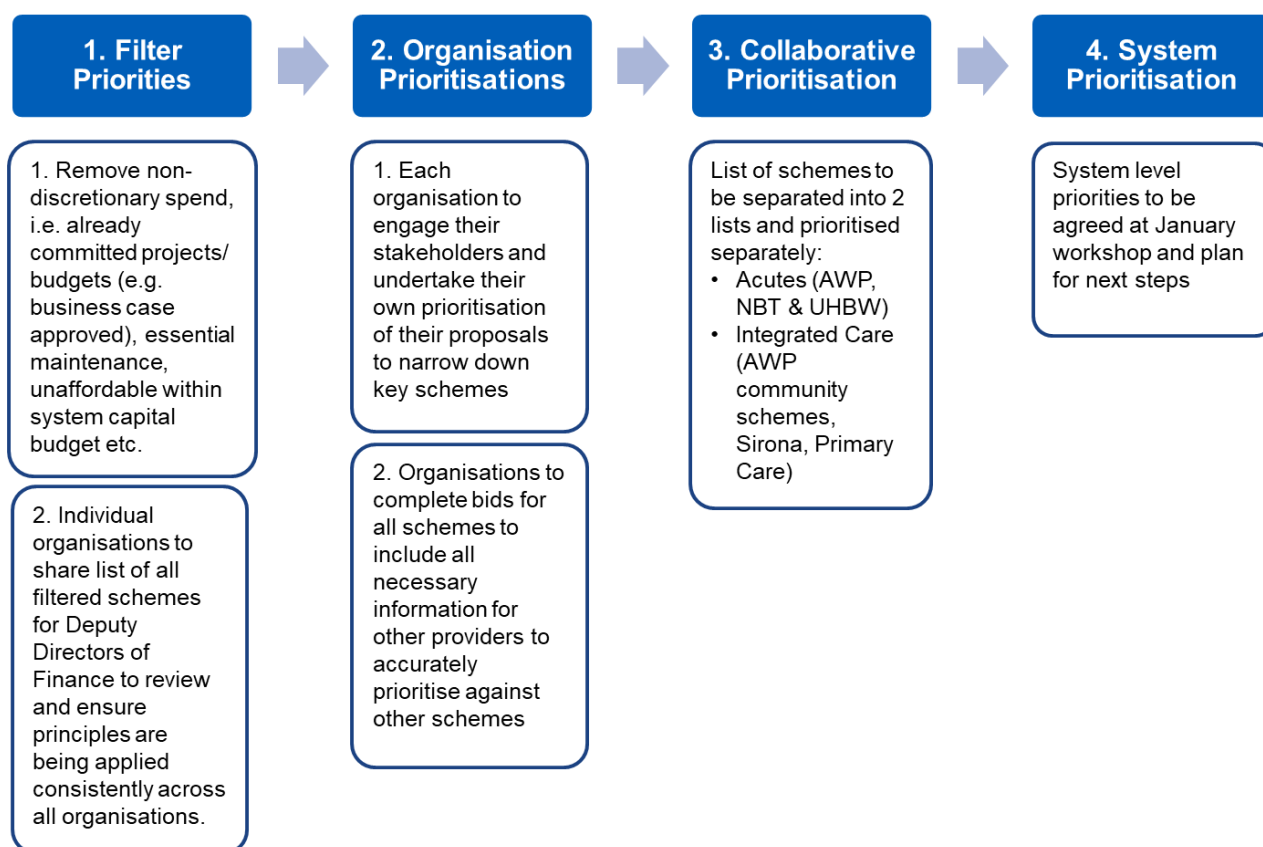 1. Filter
Priorities
1. Remove non-
discretionary spend,
i.e. already
committed projects/
budgets (e.g.
business case
approved), essential
maintenance,
unaffordable within
system capital
budget etc.
2. Individual
organisations to
share list of all
filtered schemes
for Deputy
Directors of
Finance to review
and ensure
principles are
being applied
consistently across
all organisations.
2. Organisation
Prioritisations
1. Each
organisation to
engage their
stakeholders and
undertake their
own prioritisation
of their proposals
to narrow down
key schemes
2. Organisations to
complete bids for
all schemes to
include all
necessary
information for
other providers to
accurately
prioritise against
other schemes
3. Collaborative
Prioritisation
List of schemes to
be separated into 2
lists and prioritised
separately:
• Acutes (AWP,
NBT & UHBW)
• Integrated Care
(AWP
community
schemes,
Sirona, Primary
Care)
4. System
Prioritisation
System level
priorities to be
agreed at January
workshop and plan
for next steps